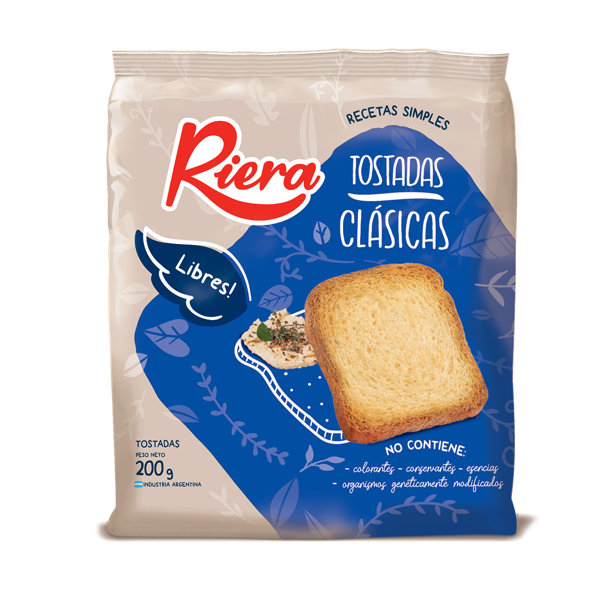 RECETAS SIMPLES
Riera
TOSTADAS
CLÁSICAS
Libres!
NO CONTIENE:
- colorantes - conservantes - esencias
- organismos genéticamente modificados
TOSTADAS
PESO NETO
200g
INDUSTRIA ARGENTINA